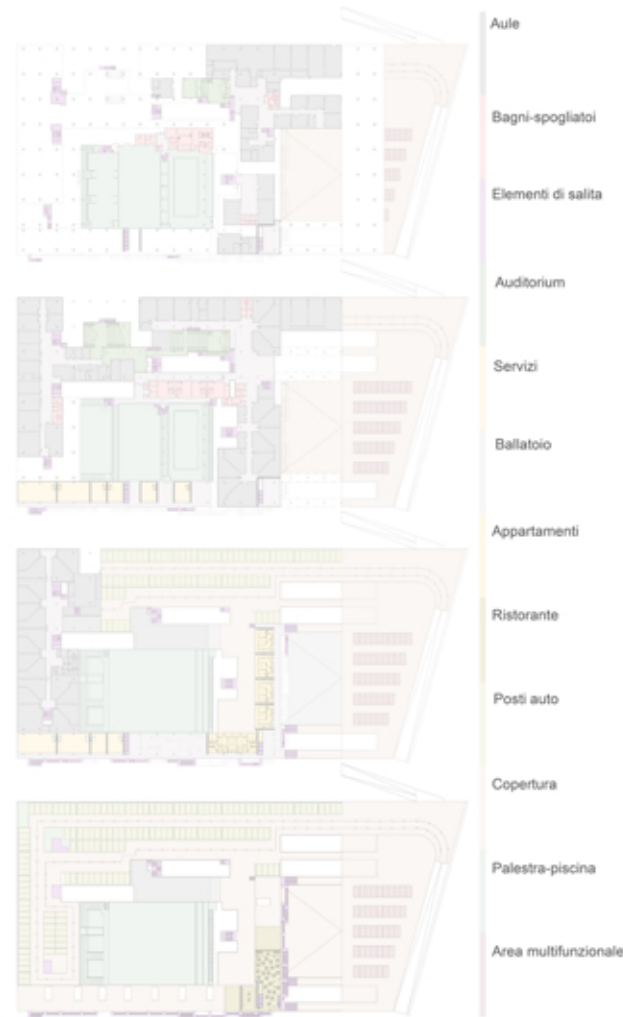 Aule
Bagni-spogliatoi
Elementi di salita
Auditorium
Servizi
Ballatoio
Appartamenti
Ristorante
Posti auto
Copertura
Palestra-piscina
Area multifunzionale